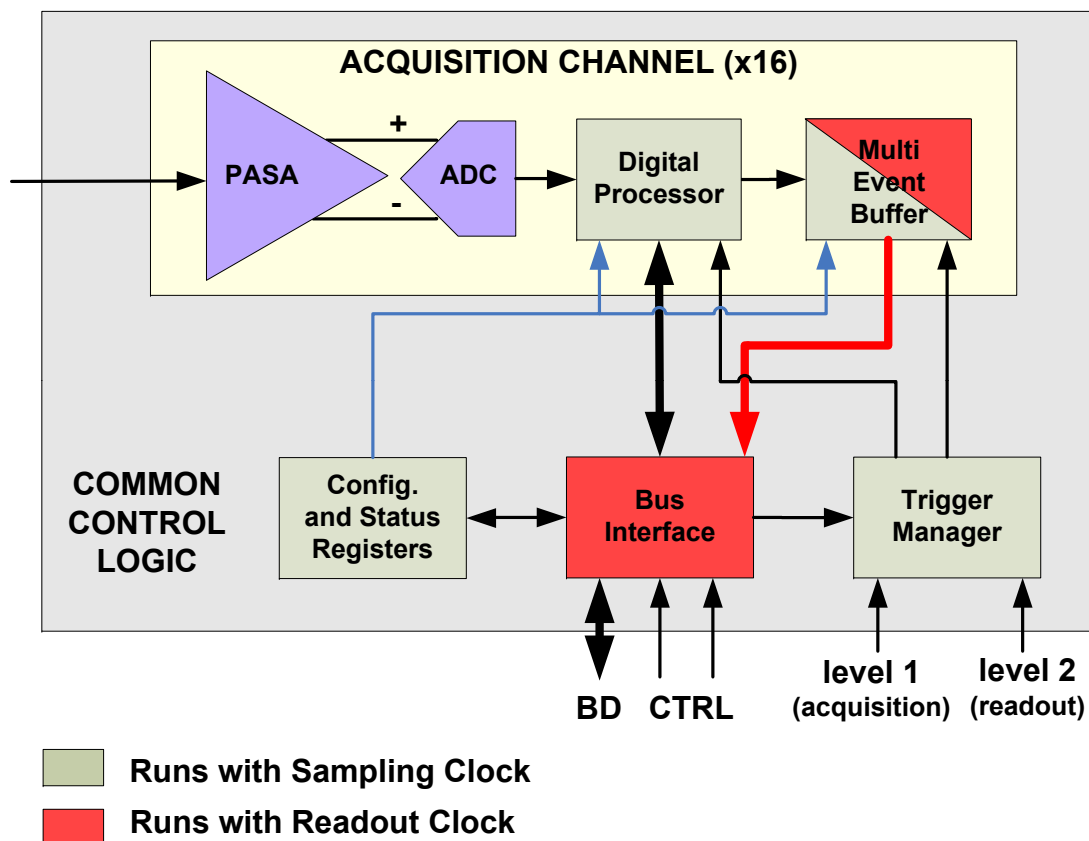 ACQUISITION CHANNEL (x16)
+
-
PASA
ADC
Digital
Processor
Multi
Event
Buffer
COMMON
CONTROL
LOGIC
Config.
and Status
Registers
Bus
Interface
Trigger
Manager
BD
CTRL
level 1
(acquisition)
level 2
(readout)
Runs with Sampling Clock
Runs with Readout Clock